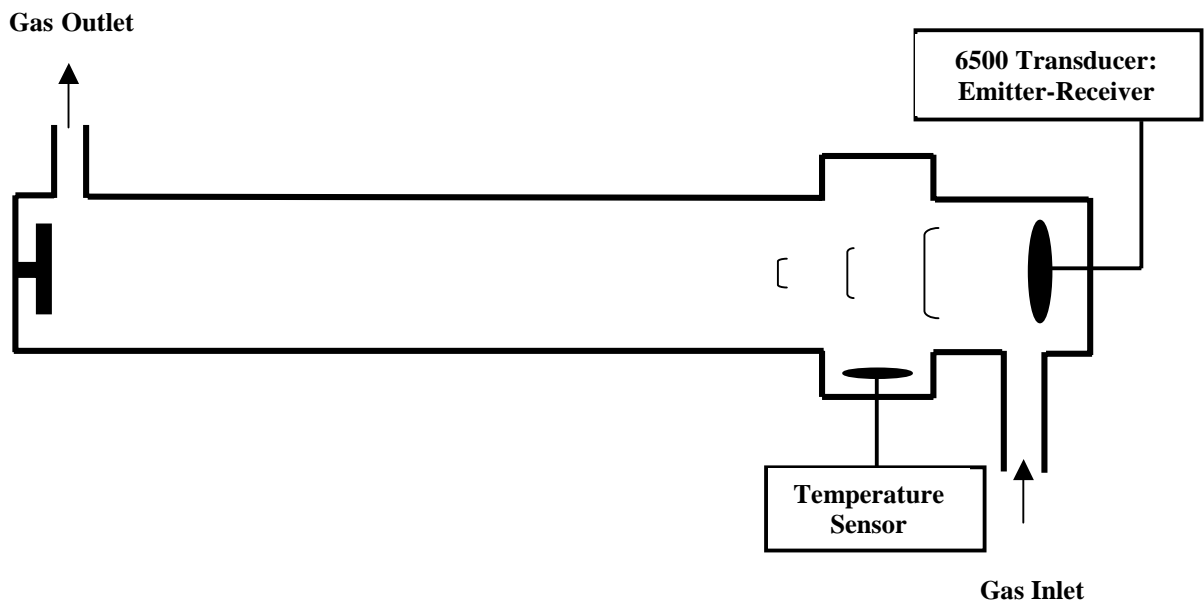 Gas Outlet
6500 Transducer:
Emitter-Receiver
Temperature
Sensor
Gas Inlet